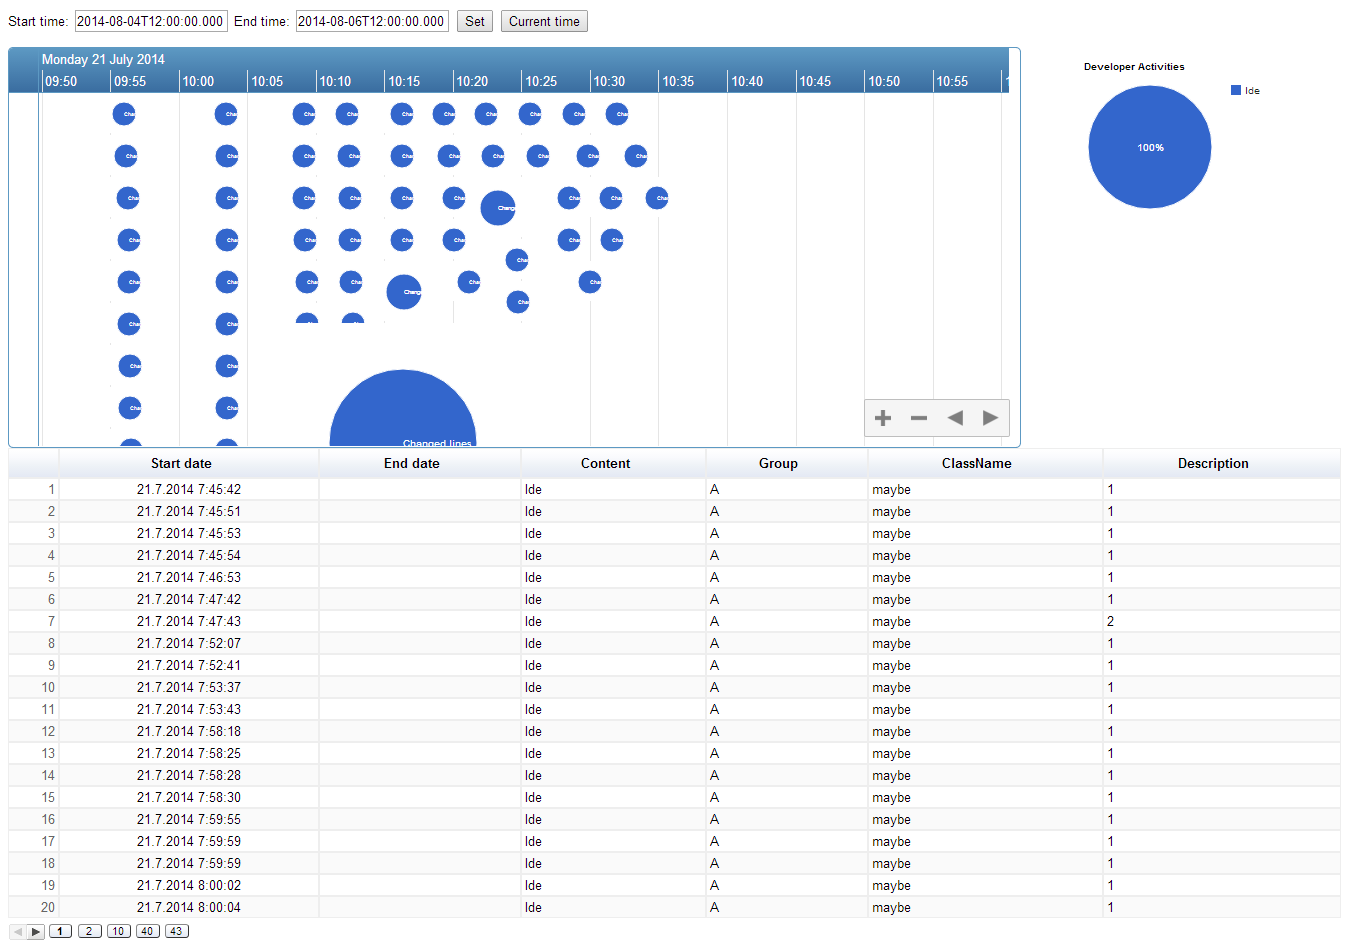 Start time: 2014-08-04T12:00:00.000 End time: 2014-08-06T12:00:00.000 Set Current time
Monday 21 July 2014
09:50 09:55 10:00 10:05 10:10 10:15 10:20 10:25 10:30 10:35 10:40 10:45 10:50 10:55
Developer Activities
Ide
100%
Changed lines
Start date End date Content Group ClassName Description
1 21.7.2014 7:45:42 Ide A maybe 1
2 21.7.2014 7:45:51 Ide A maybe 1
3 21.7.2014 7:45:53 Ide A maybe 1
4 21.7.2014 7:45:54 Ide A maybe 1
5 21.7.2014 7:46:53 Ide A maybe 1
6 21.7.2014 7:47:42 Ide A maybe 1
7 21.7.2014 7:47:43 Ide A maybe 2
8 21.7.2014 7:52:07 Ide A maybe 1
9 21.7.2014 7:52:41 Ide A maybe 1
10 21.7.2014 7:53:37 Ide A maybe 1
11 21.7.2014 7:53:43 Ide A maybe 1
12 21.7.2014 7:58:18 Ide A maybe 1
13 21.7.2014 7:58:25 Ide A maybe 1
14 21.7.2014 7:58:28 Ide A maybe 1
15 21.7.2014 7:58:30 Ide A maybe 1
16 21.7.2014 7:59:55 Ide A maybe 1
17 21.7.2014 7:59:59 Ide A maybe 1
18 21.7.2014 7:59:59 Ide A maybe 1
19 21.7.2014 8:00:02 Ide A maybe 1
20 21.7.2014 8:00:04 Ide A maybe 1
1 2 10 40 43